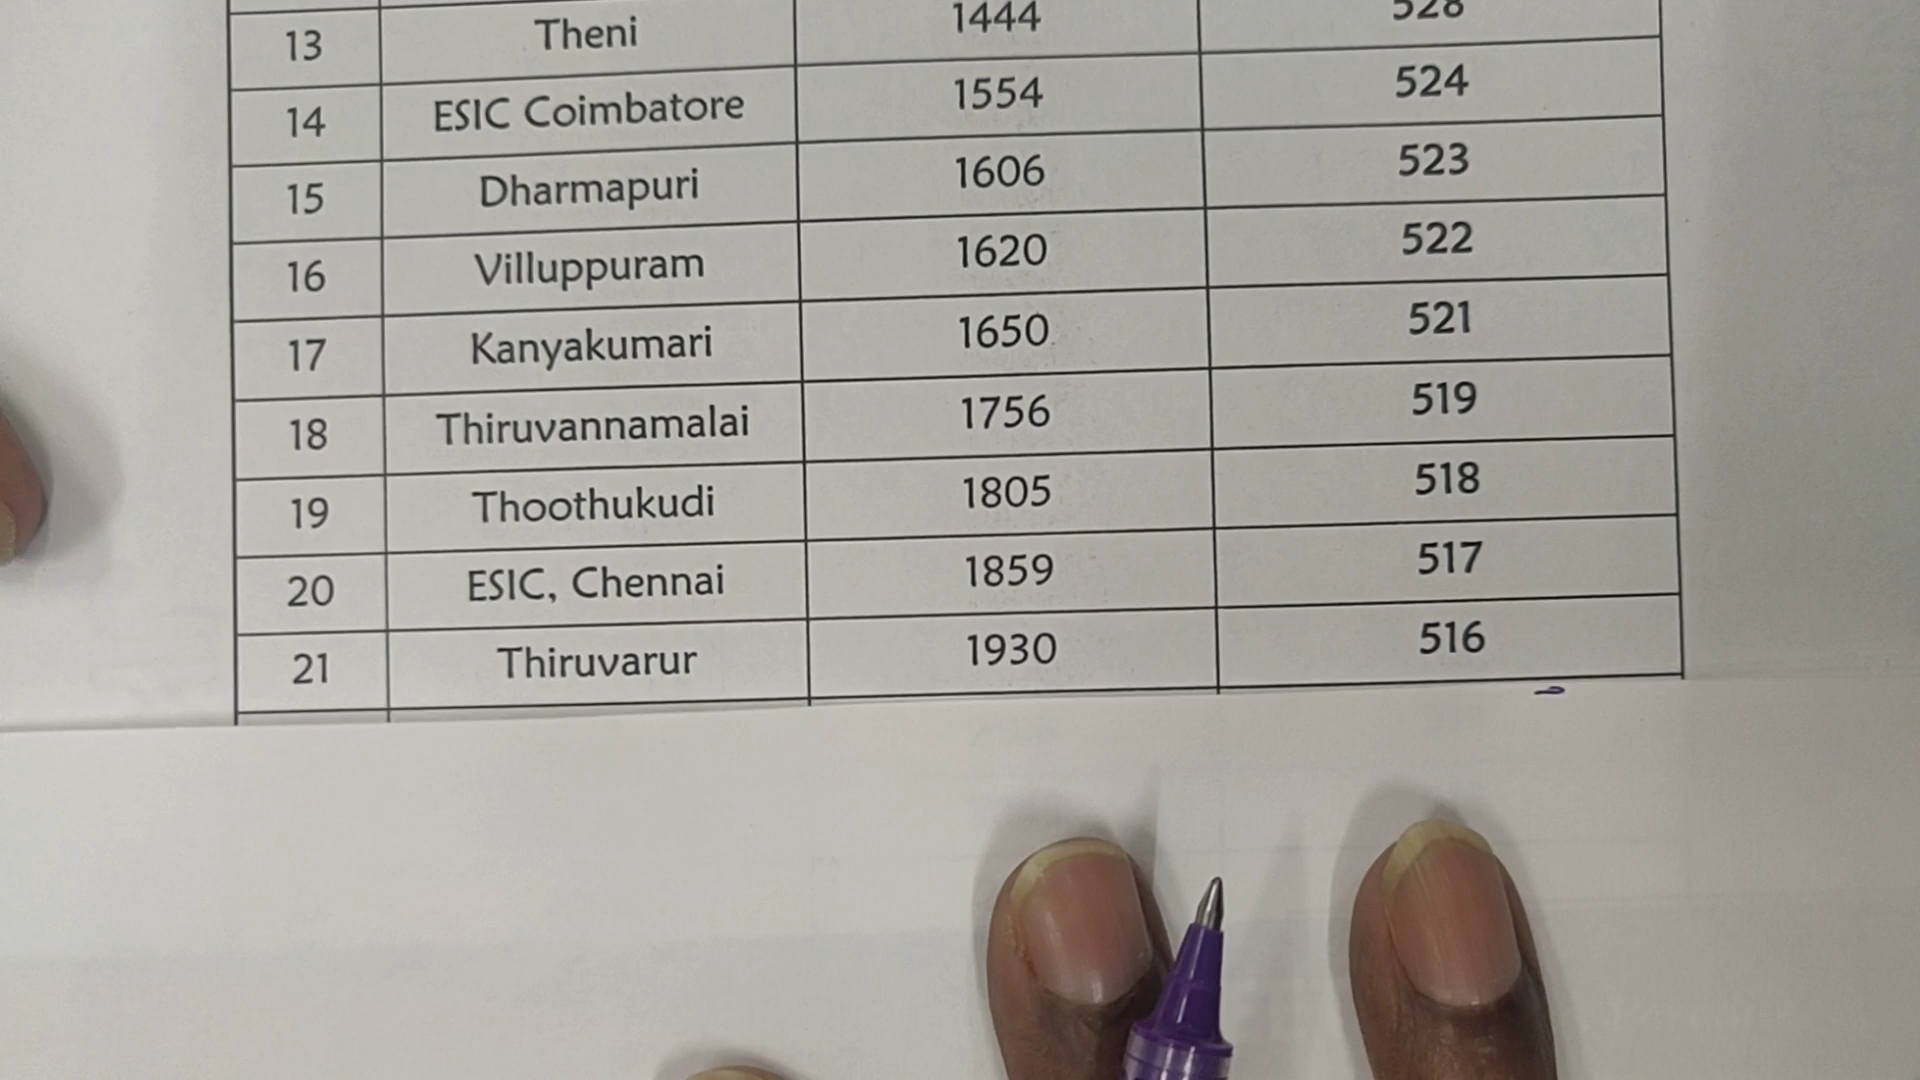 13 Theni 1444 528
14 ESIC Coimbatore 1554 524
15 Dharmapuri 1606 523
16 Villuppuram 1620 522
17 Kanyakumari 1650 521
18 Thiruvannamalai 1756 519
19 Thoothukudi 1805 518
20 ESIC, Chennai 1859 517
21 Thiruvarur 1930 516